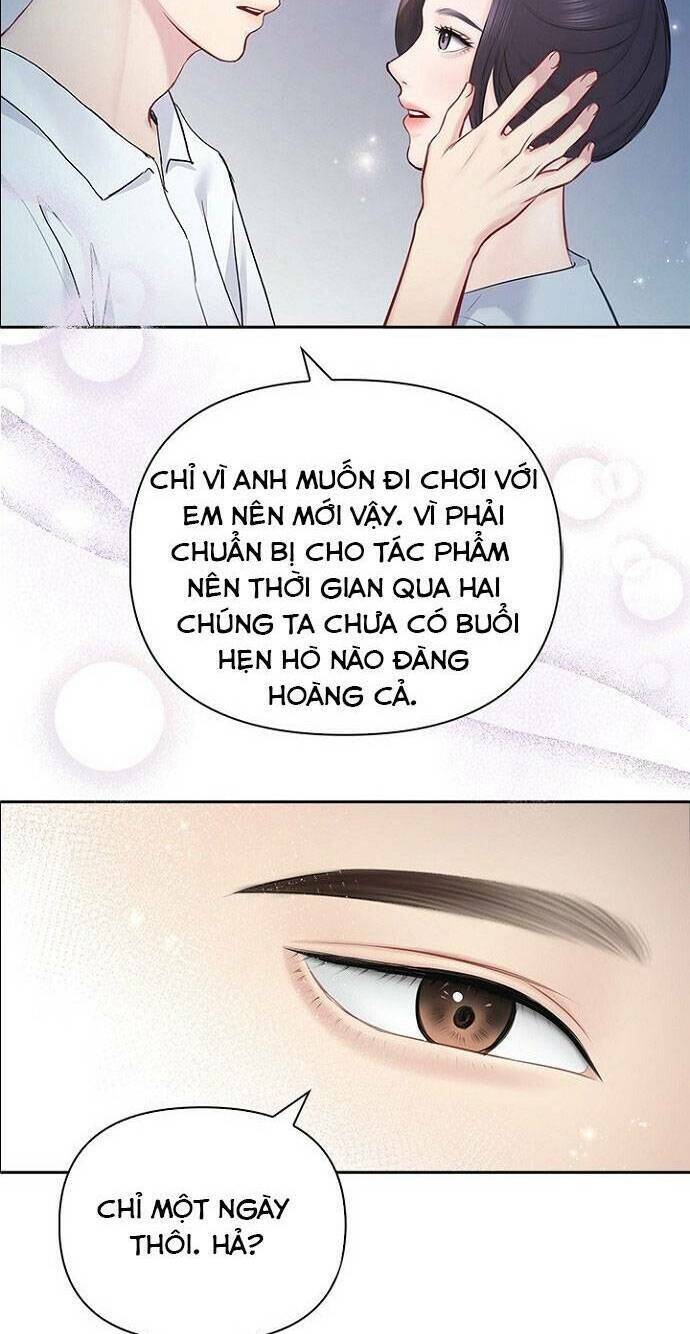 CHỈ VÌ ANH MUỐN ĐI CHƠI VỚI
EM NÊN MỚI VẬY. VÌ PHẢI
CHUẨN BỊ CHO TÁC PHẨM
NÊN THỜI GIAN QUA HAI
CHÚNG TA CHƯA CÓ BUỔI
HẸN HÒ NÀO ĐÀNG
HOÀNG CẢ.
CHỈ MỘT NGÀY
THÔI. HẢ?